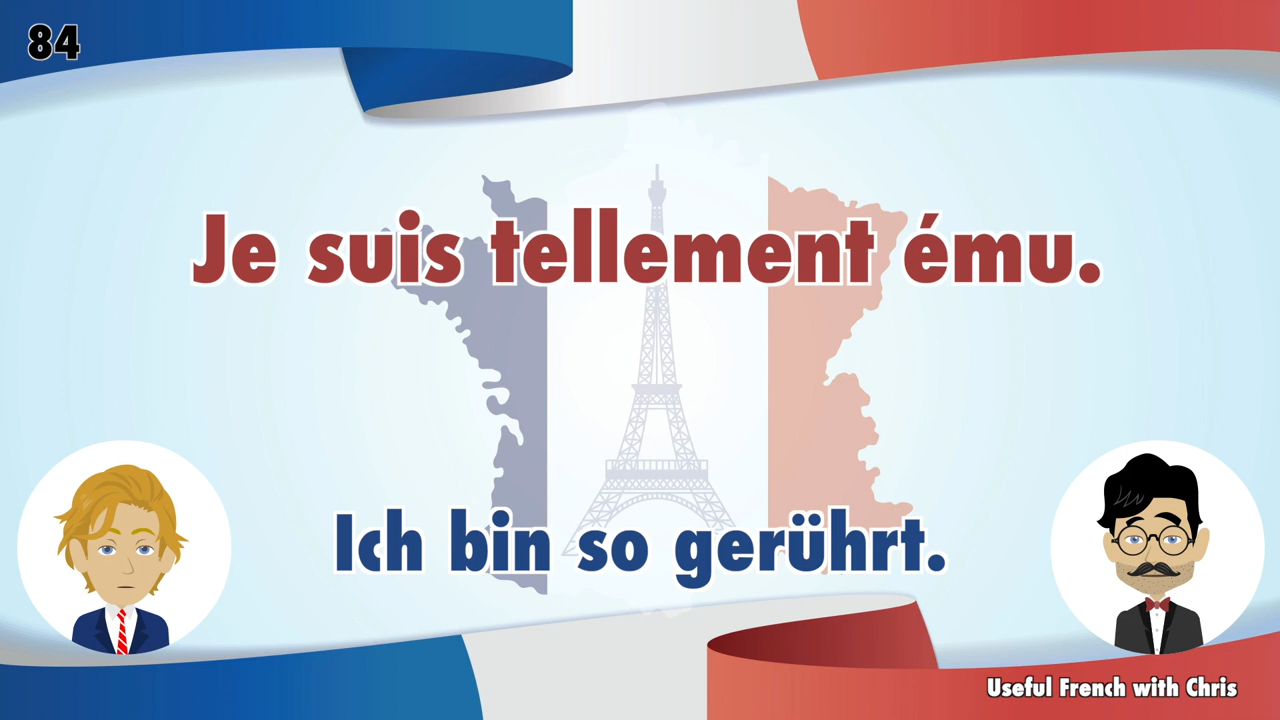 84
Je suis tellement ému.
Ich bin so gerührt.
Useful French with Chris